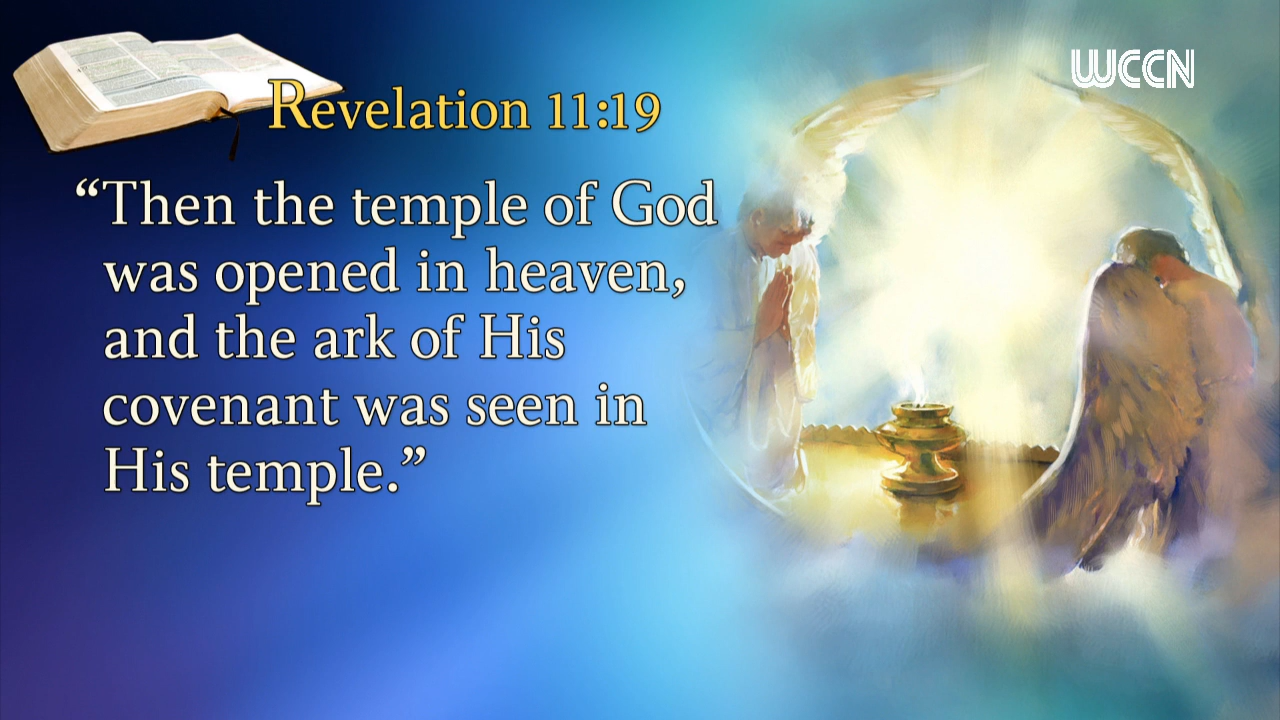 WCCN
Revelation 11:19
“Then the temple of God
was opened in heaven,
and the ark of His
covenant was seen in
His temple.”